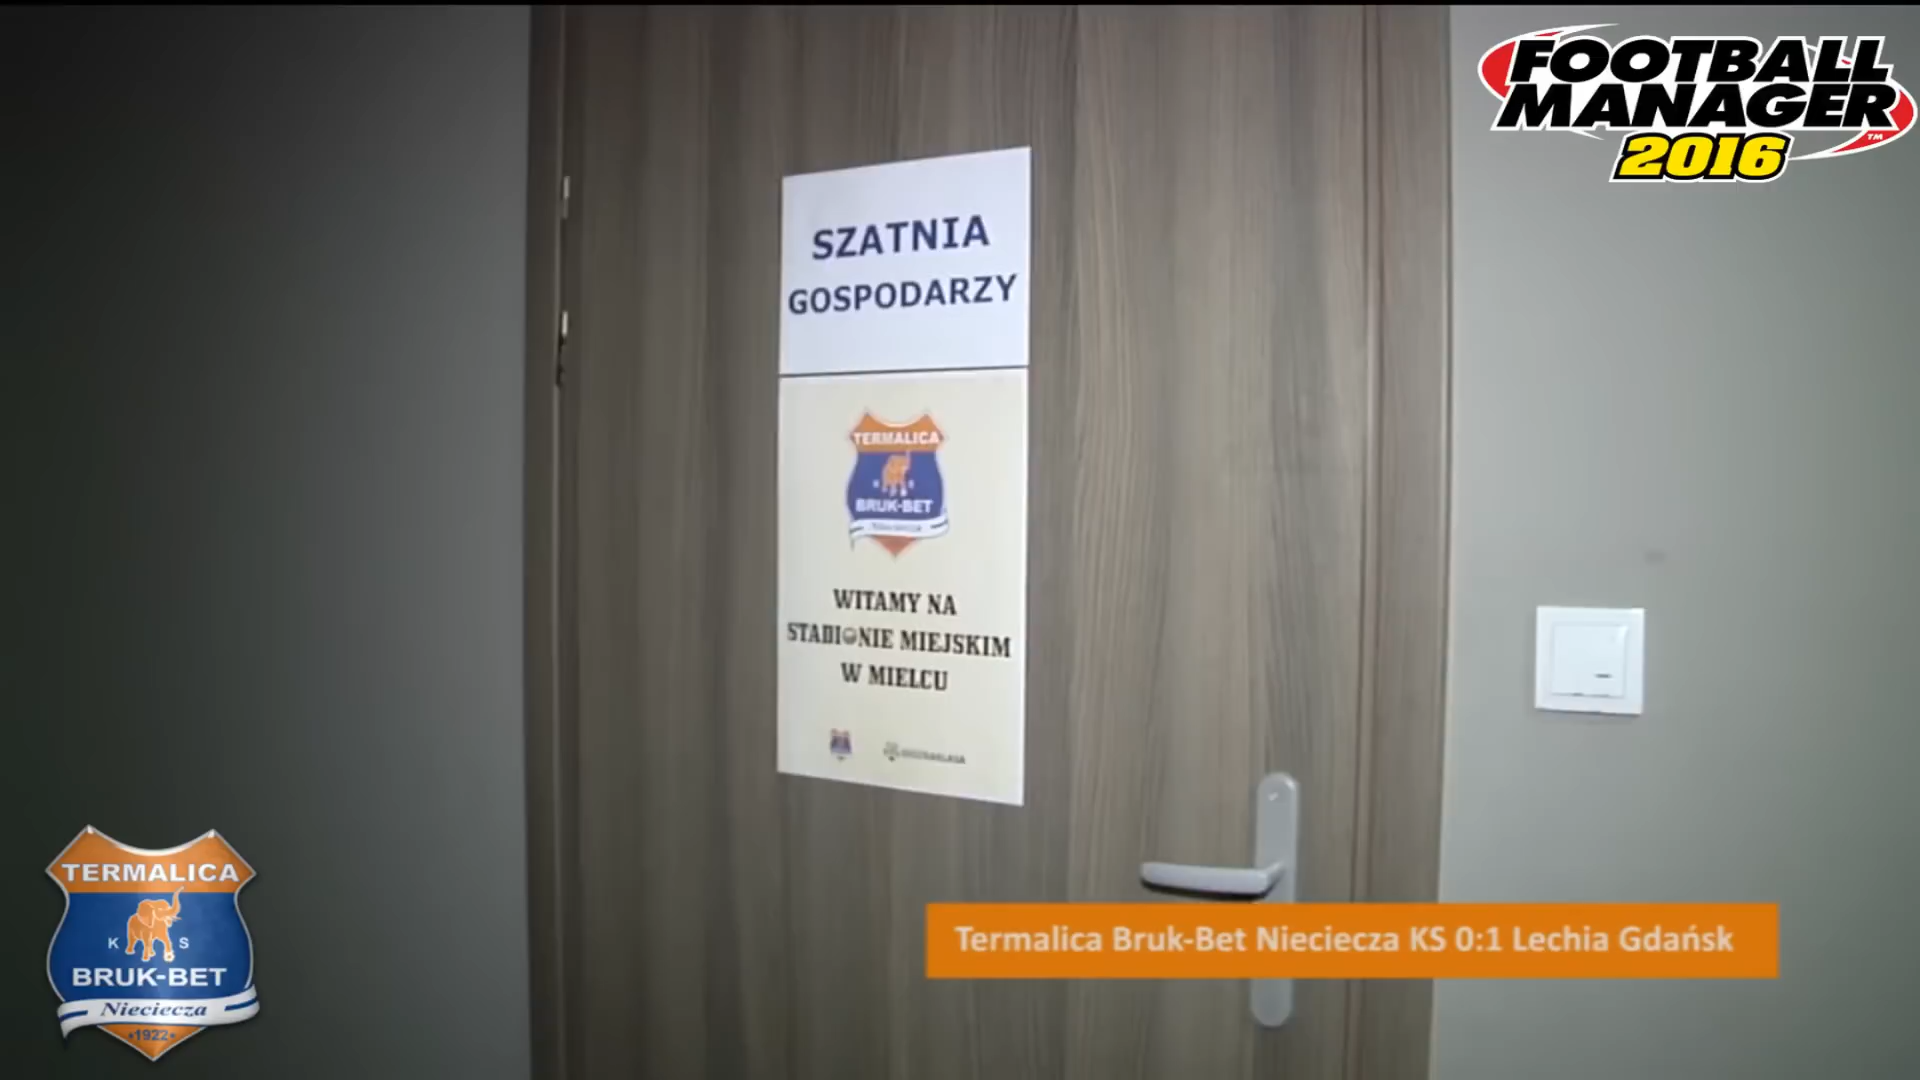 FOOTBALL
MANAGER
2016
SZATNIA
GOSPODARZY
TERMALICA
K S
BRUK-BET
WITAMY NA
STADIONIE MIEJSKIM
W MIELCU
TERMALICA
K S
BRUK-BET
Nieciecza
1922
Termalica Bruk-Bet Nieciecza KS 0:1 Lechia Gdańsk